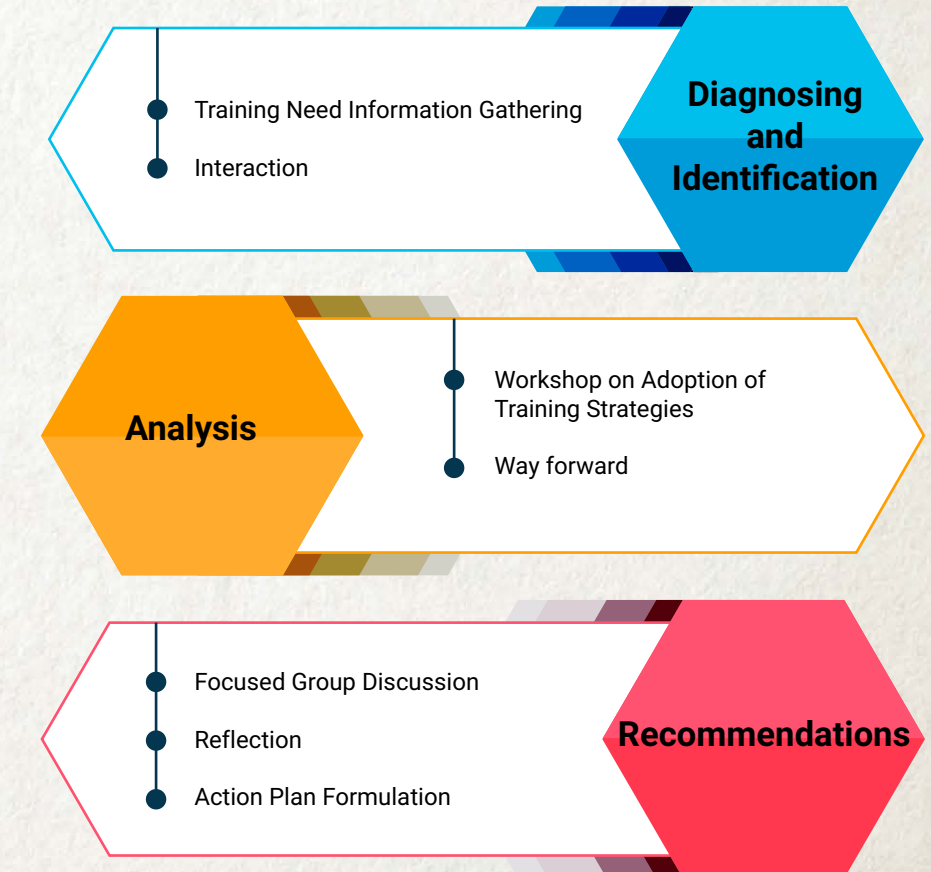 Training Need Information Gathering
Interaction
Diagnosing
and
Identification
Analysis
Workshop on Adoption of
Training Strategies
Way forward
Focused Group Discussion
Reflection
Action Plan Formulation
Recommendations